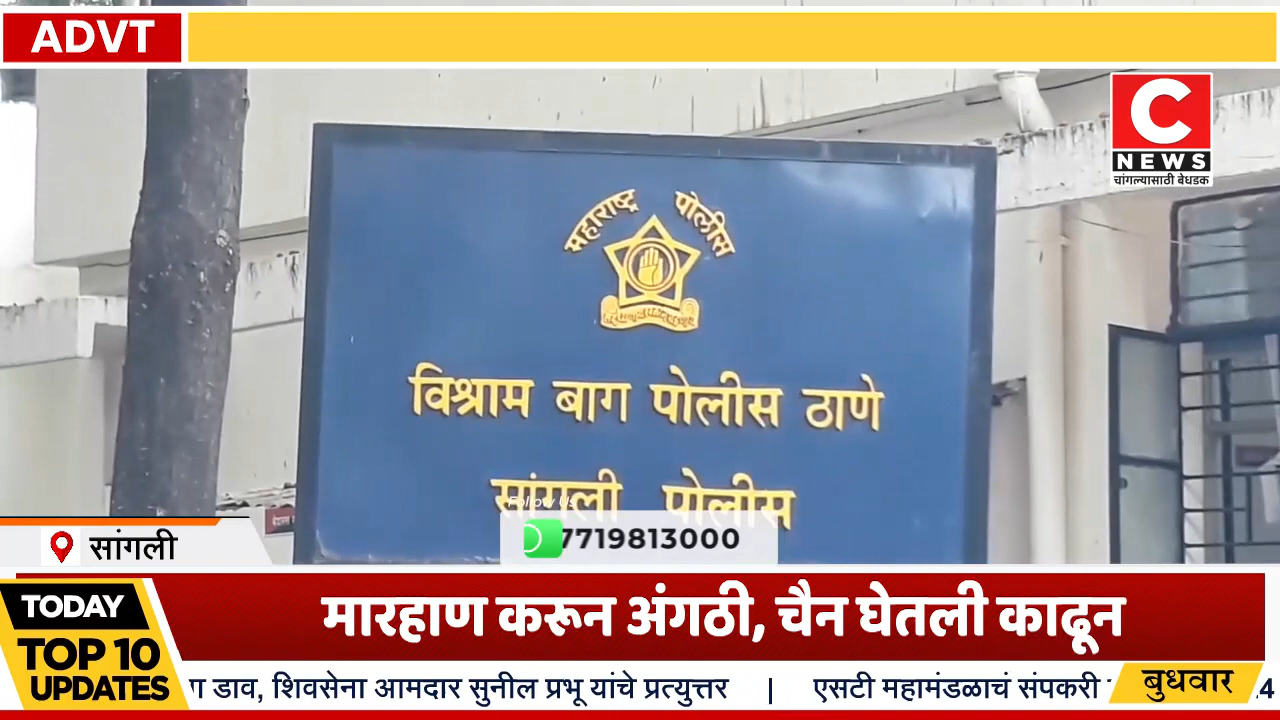 ADVT
C
NEWS
चांगल्यासाठी बेधडक
महाराष्ट्र पोलीस
विश्राम बाग पोलीस ठाणे
सांगली पोलीस
Follow Us
7719813000
सांगली
TODAY
TOP 10
UPDATES
मारहाण करून अंगठी, चैन घेतली काढून
डाव, शिवसेना आमदार सुनील प्रभू यांचे प्रत्युत्तर | एसटी महामंडळाचं संपकरी
बुधवार